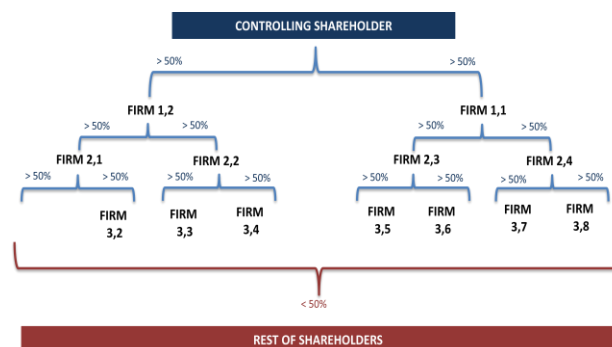 CONTROLLING SHAREHOLDER
> 50% > 50%
FIRM 1,2 FIRM 1,1
> 50% > 50% > 50% > 50%
FIRM 2,1 FIRM 2,2 FIRM 2,3 FIRM 2,4
> 50% > 50% > 50% > 50% > 50% > 50% > 50% > 50%
FIRM FIRM FIRM FIRM FIRM FIRM FIRM
3,2 3,3 3,4 3,5 3,6 3,7 3,8
< 50%
REST OF SHAREHOLDERS